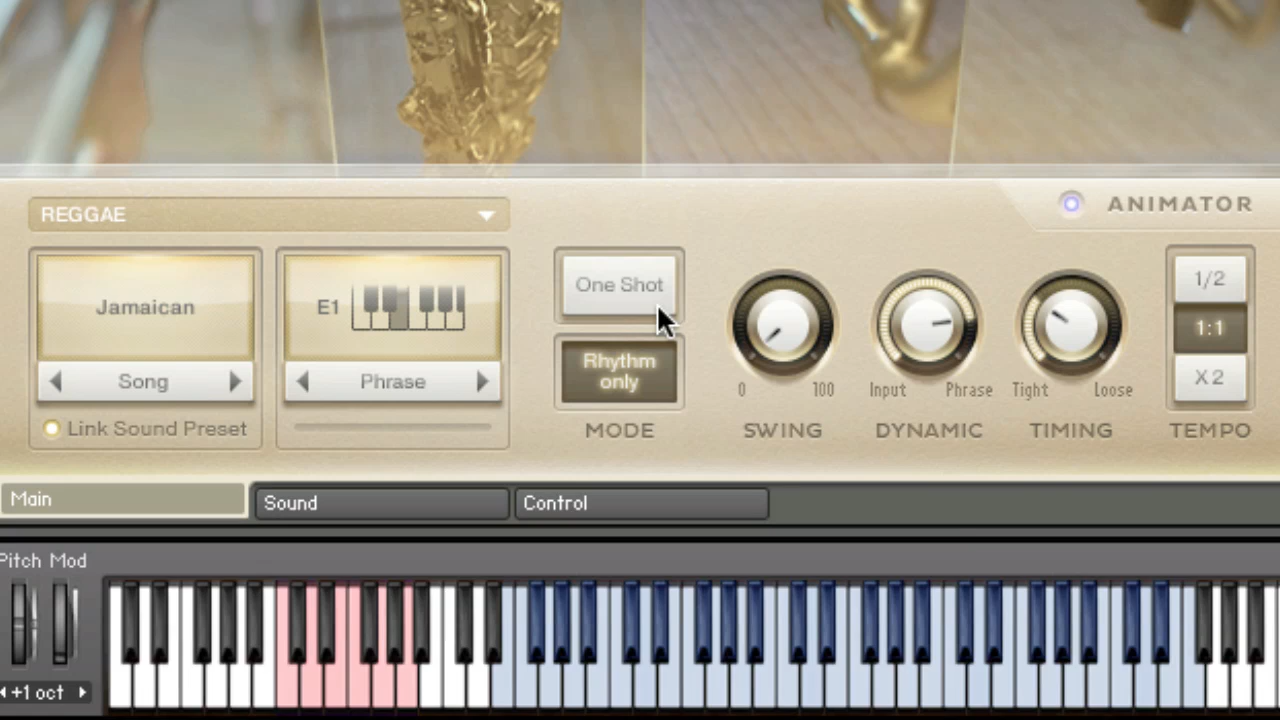 ANIMATOR
REGGAE
Jamaican
Song
Link Sound Preset
E1
Phrase
One Shot
Rhythm
only
MODE
0
100
SWING
Input
Phrase
DYNAMIC
Tight
Loose
TIMING
1/2
1:1
X2
TEMPO
Main
Sound
Control
Pitch Mod
+1 oct